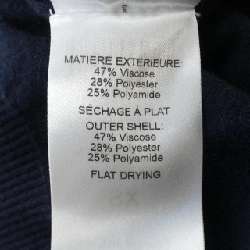 MATIERE EXTERIEURE:
47% Viscose
28% Polyester
25% Polyamide
SÉCHAGE À PLAT
OUTER SHELL:
47% Viscose
28% Polyester
25% Polyamide
FLAT DRYING